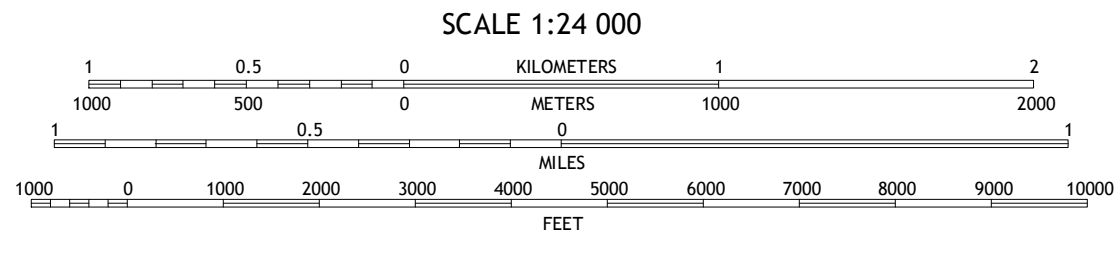 SCALE 1:24 000
1 0.5 0 KILOMETERS 1 2
1000 500 0 METERS 1000 2000
1 0.5 0 1
MILES
1000 0 1000 2000 3000 4000 5000 6000 7000 8000 9000 10000
FEET